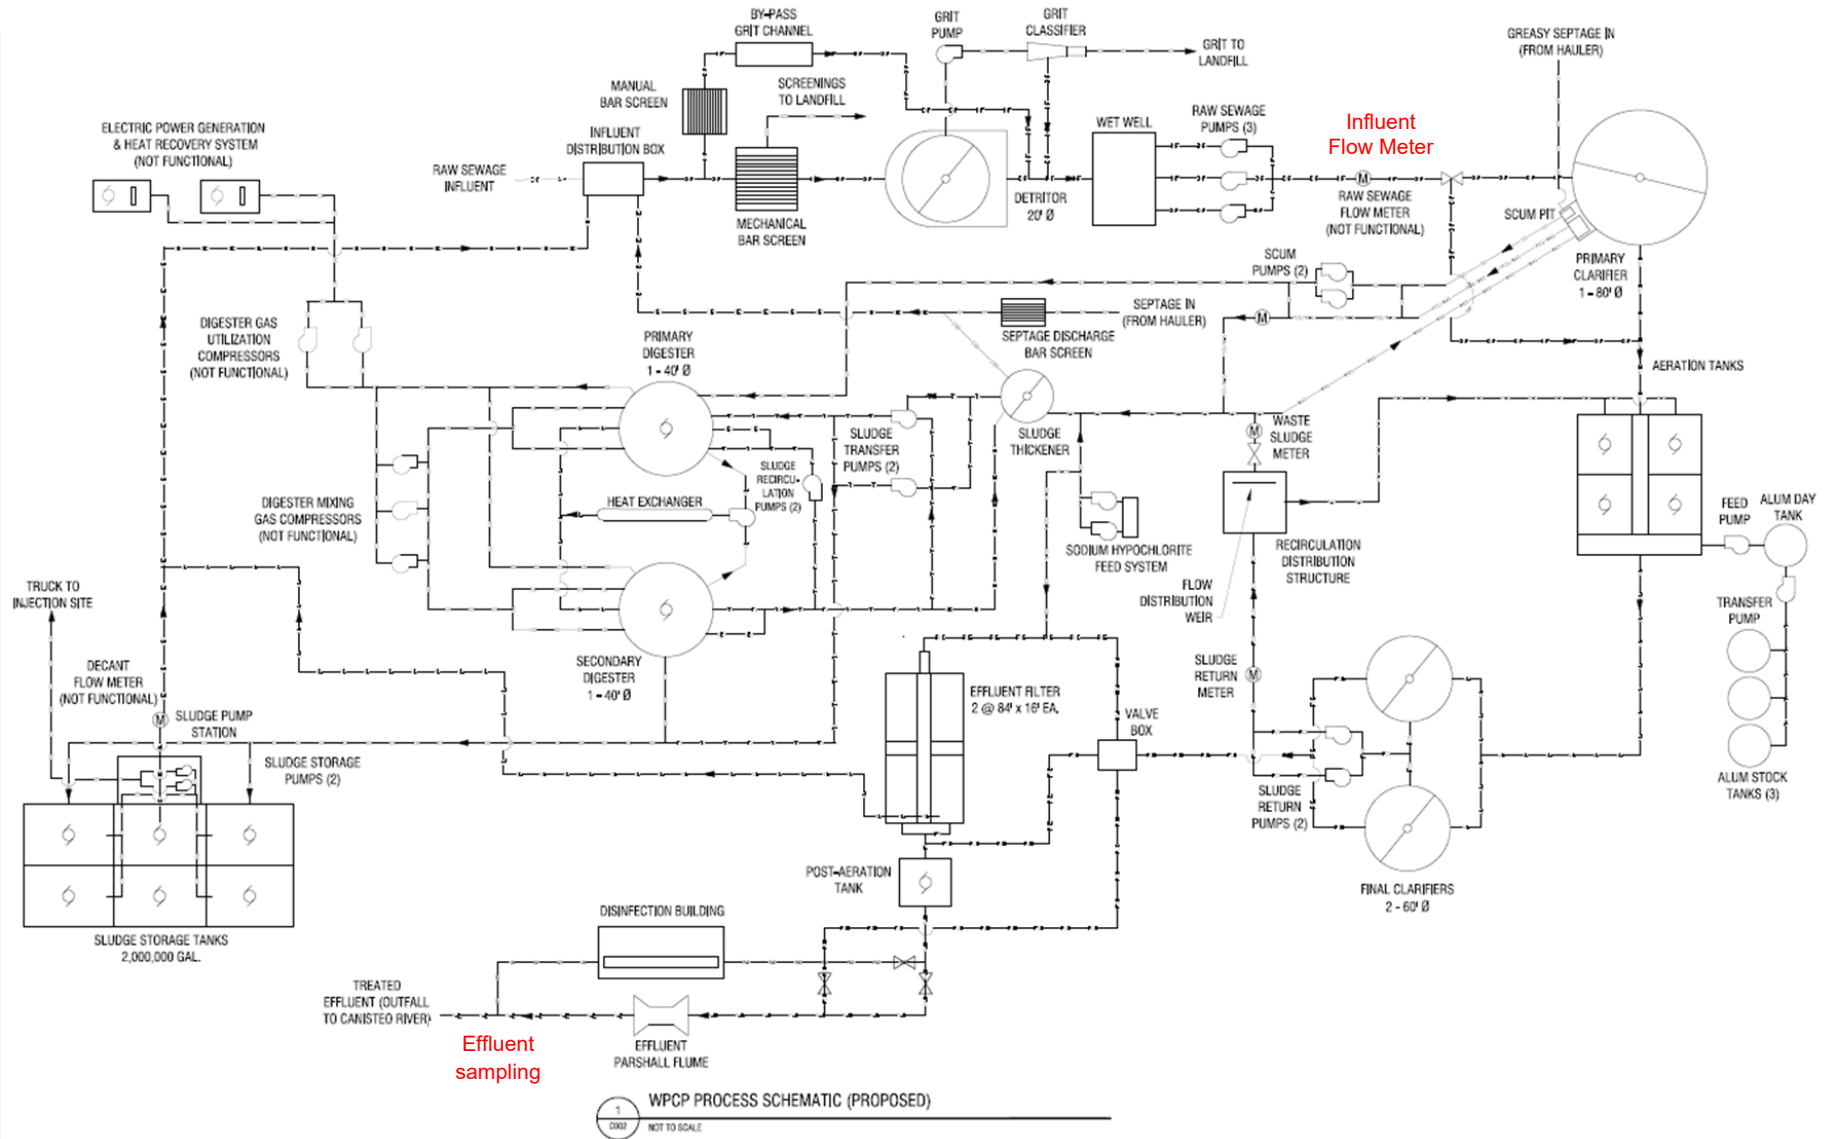 BY-PASS
GRIT CHANNEL
GRIT
PUMP
GRIT
CLASSIFIER
GREASY SEPTAGE IN
(FROM HAULER)
GRIT TO
LANDFILL
MANUAL
BAR SCREEN
SCREENINGS
TO LANDFILL
ELECTRIC POWER GENERATION
& HEAT RECOVERY SYSTEM
(NOT FUNCTIONAL)
INFLUENT
DISTRIBUTION BOX
WET WELL
RAW SEWAGE
PUMPS (3)
Influent
Flow Meter
RAW SEWAGE
INFLUENT
MECHANICAL
BAR SCREEN
DETRITOR
20' Ø
M
RAW SEWAGE
FLOW METER
(NOT FUNCTIONAL)
SCUM PIT
PRIMARY
CLARIFIER
1 - 80' Ø
SCUM
PUMPS (2)
SEPTAGE IN
(FROM HAULER)
M
SEPTAGE DISCHARGE
BAR SCREEN
DIGESTER GAS
UTILIZATION
COMPRESSORS
(NOT FUNCTIONAL)
PRIMARY
DIGESTER
1 - 40' Ø
AERATION TANKS
SLUDGE
THICKENER
M
WASTE
SLUDGE
METER
SLUDGE
TRANSFER
PUMPS (2)
SLUDGE
RECIRCU-
LATION
PUMPS (2)
HEAT EXCHANGER
DIGESTER MIXING
GAS COMPRESSORS
(NOT FUNCTIONAL)
SODIUM HYPOCHLORITE
FEED SYSTEM
RECIRCULATION
DISTRIBUTION
STRUCTURE
FLOW
DISTRIBUTION
WEIR
FEED
PUMP
ALUM DAY
TANK
TRANSFER
PUMP
TRUCK TO
INJECTION SITE
DECANT
FLOW METER
(NOT FUNCTIONAL)
M
SLUDGE PUMP
STATION
SECONDARY
DIGESTER
1 - 40' Ø
EFFLUENT FILTER
2 @ 84' x 16' EA.
SLUDGE
RETURN
METER
M
VALVE
BOX
SLUDGE STORAGE
PUMPS (2)
SLUDGE
RETURN
PUMPS (2)
ALUM STOCK
TANKS (3)
POST-AERATION
TANK
FINAL CLARIFIERS
2 - 60' Ø
DISINFECTION BUILDING
SLUDGE STORAGE TANKS
2,000,000 GAL.
TREATED
EFFLUENT (OUTFALL
TO CANISTEO RIVER)
Effluent
sampling
EFFLUENT
PARSHALL FLUME
1
C002
WPCP PROCESS SCHEMATIC (PROPOSED)
NOT TO SCALE